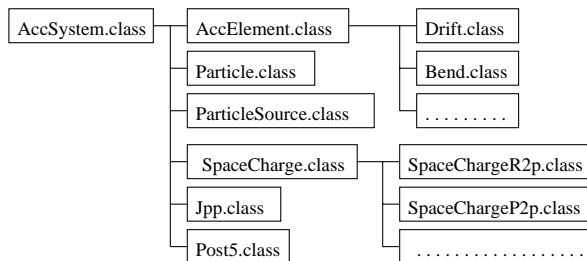 AccSystem.class AccElement.class Drift.class
Particle.class Bend.class
ParticleSource.class . . . . . . . . .
SpaceCharge.class SpaceChargeR2p.class
Jpp.class SpaceChargeP2p.class
Post5.class . . . . . . . . . . . . . . . . .